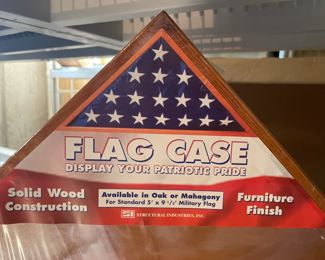 FLAG CASE
DISPLAY YOUR PATRIOTIC PRIDE
Solid Wood
Construction
Available in Oak or Mahogany
For Standard 5' x 9 ½' Military Flag
STRUCTURAL INDUSTRIES, INC.
Furniture
Finish